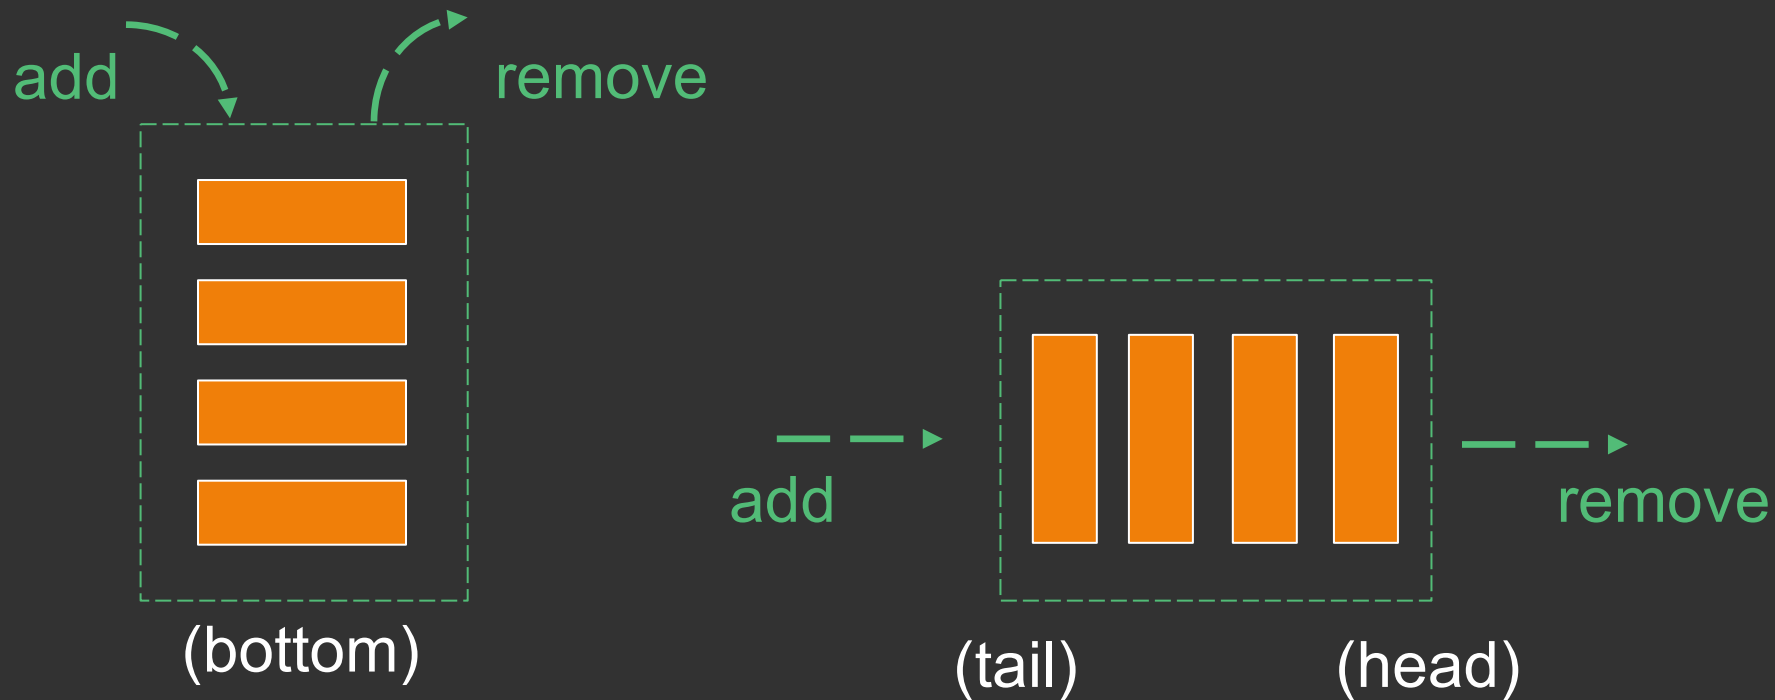 add
remove
(bottom)
add
remove
(tail)
(head)